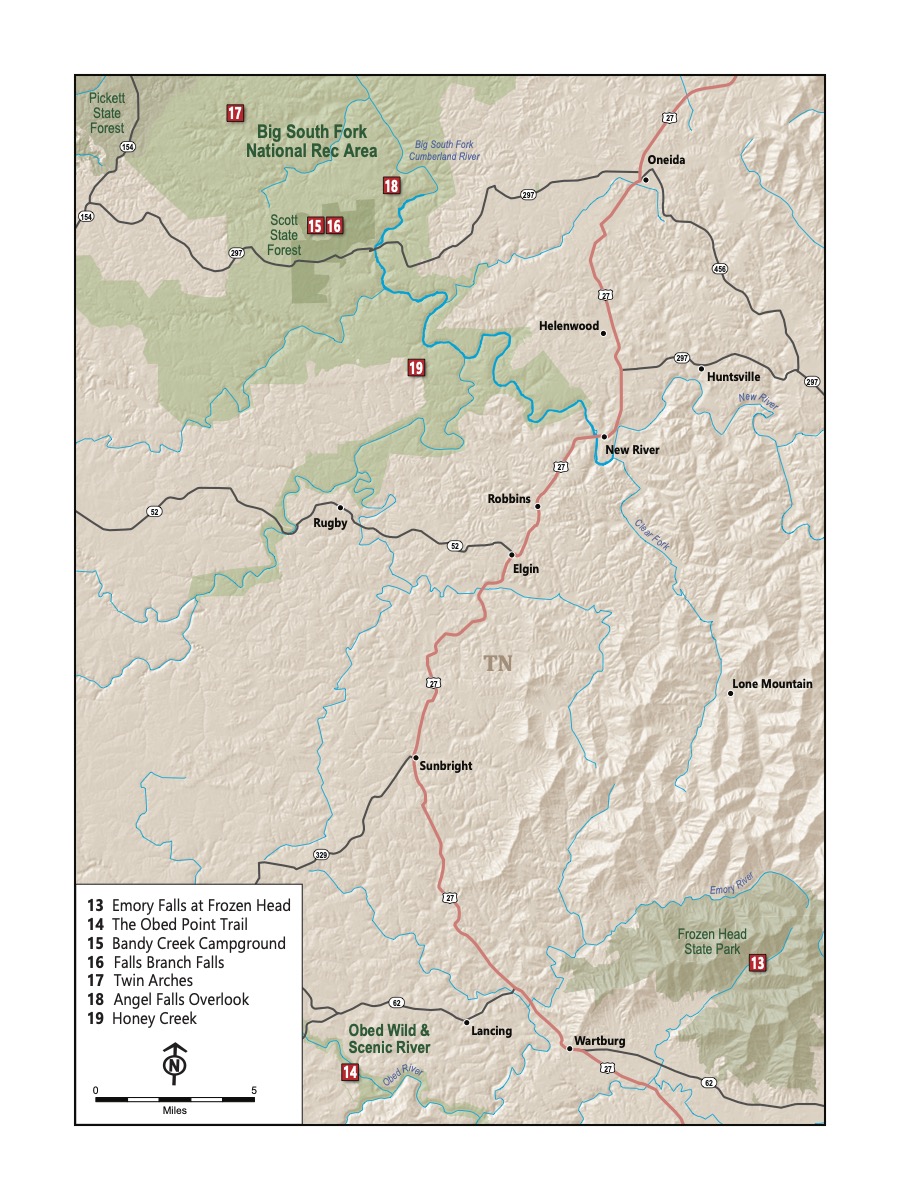 Pickett
State
Forest
17
27
Big South Fork
National Rec Area
Big South Fork
Cumberland River
154
Oneida
18
297
154
Scott
State
Forest
15 16
297
456
27
Helenwood
297
19
Huntsville
297
New River
New River
27
Robbins
52
Rugby
Clear Fork
52
Elgin
TN
27
Lone Mountain
Sunbright
329
27
Emory River
Frozen Head
State Park
13
13 Emory Falls at Frozen Head
14 The Obed Point Trail
15 Bandy Creek Campground
16 Falls Branch Falls
17 Twin Arches
18 Angel Falls Overlook
19 Honey Creek
N
0 5
Miles
62
Lancing
Obed Wild &
Scenic River
Wartburg
14
Obed River
27
62